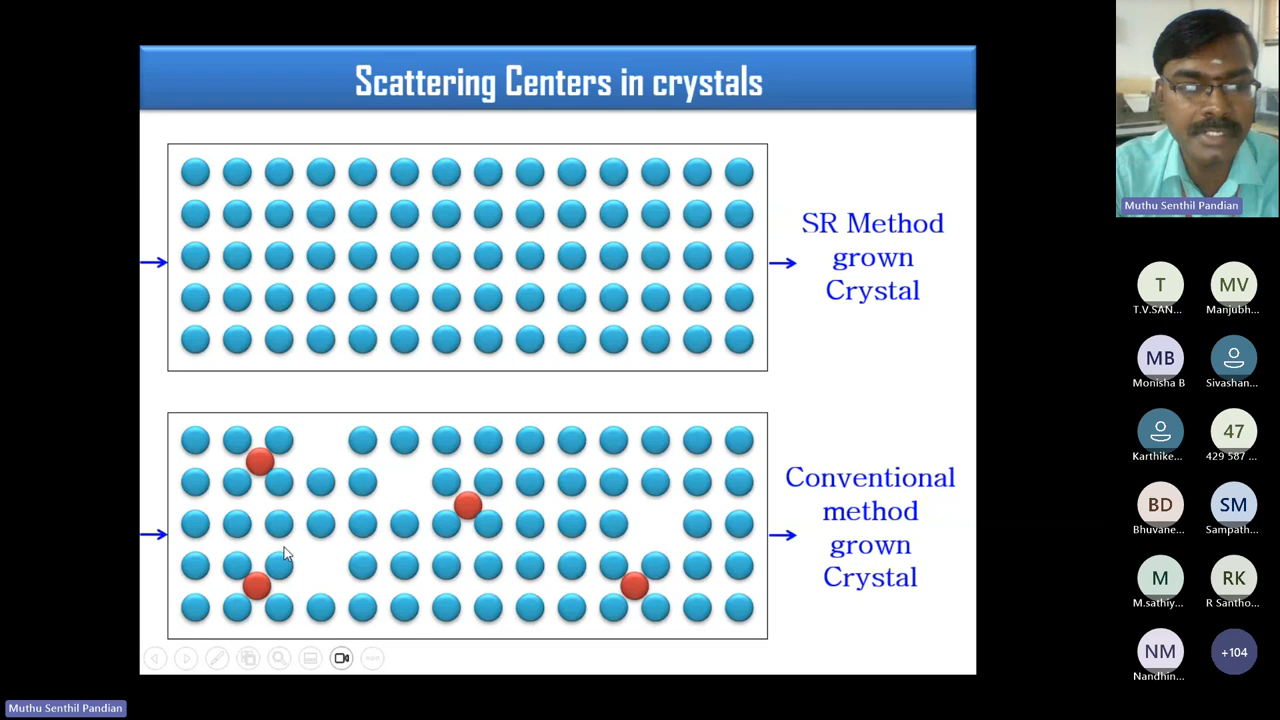 Scattering Centers in crystals
SR Method
grown
Crystal
Conventional
method
grown
Crystal
Muthu Senthil Pandian
T
MV
T.V.SAN...
Manjubh...
MB
Monisha B
Sivashan...
47
Karthike...
429 587 ...
BD
SM
Bhuvane...
Sampath...
M
RK
M.sathiy...
R Santho...
NM
+104
Nandhin...
Muthu Senthil Pandian